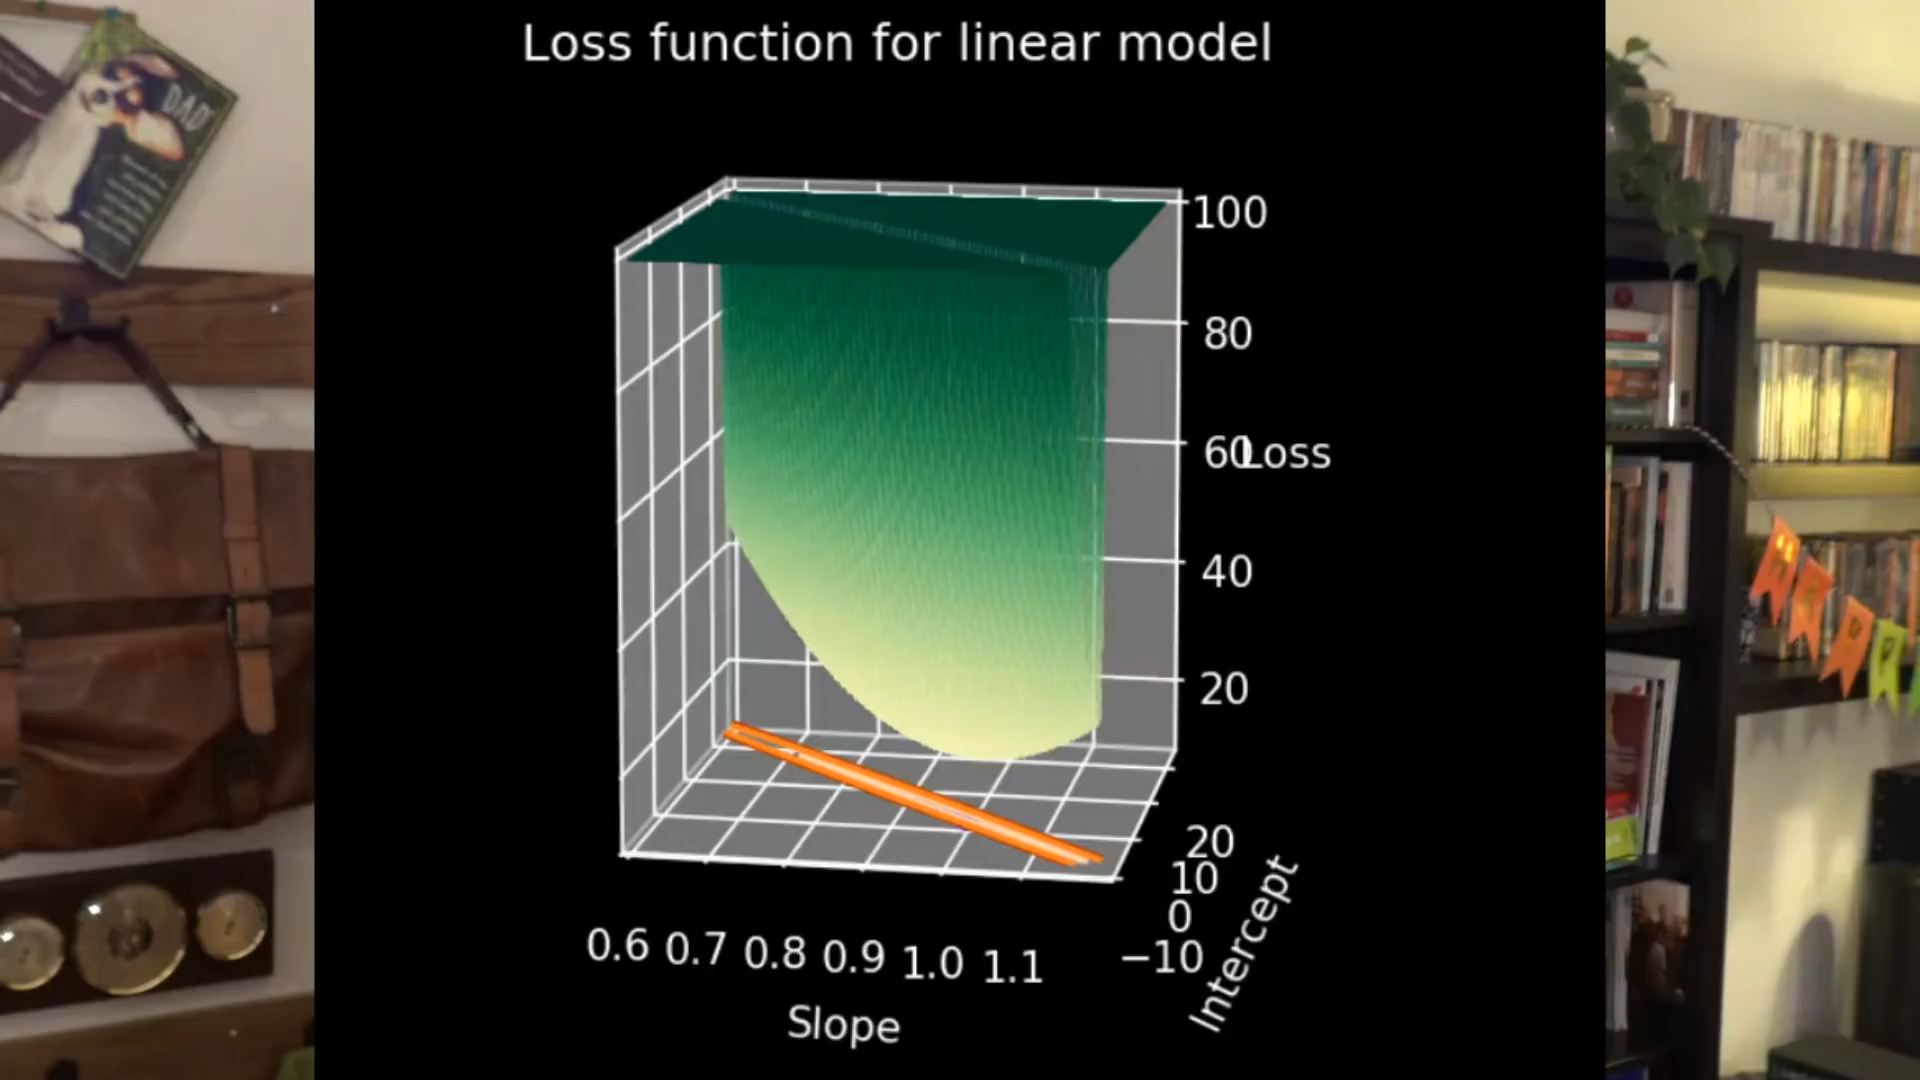 Loss function for linear model
DAD
100
80
60
Loss
40
20
20
10
0
−10
Intercept
0.6 0.7 0.8 0.9 1.0 1.1
Slope